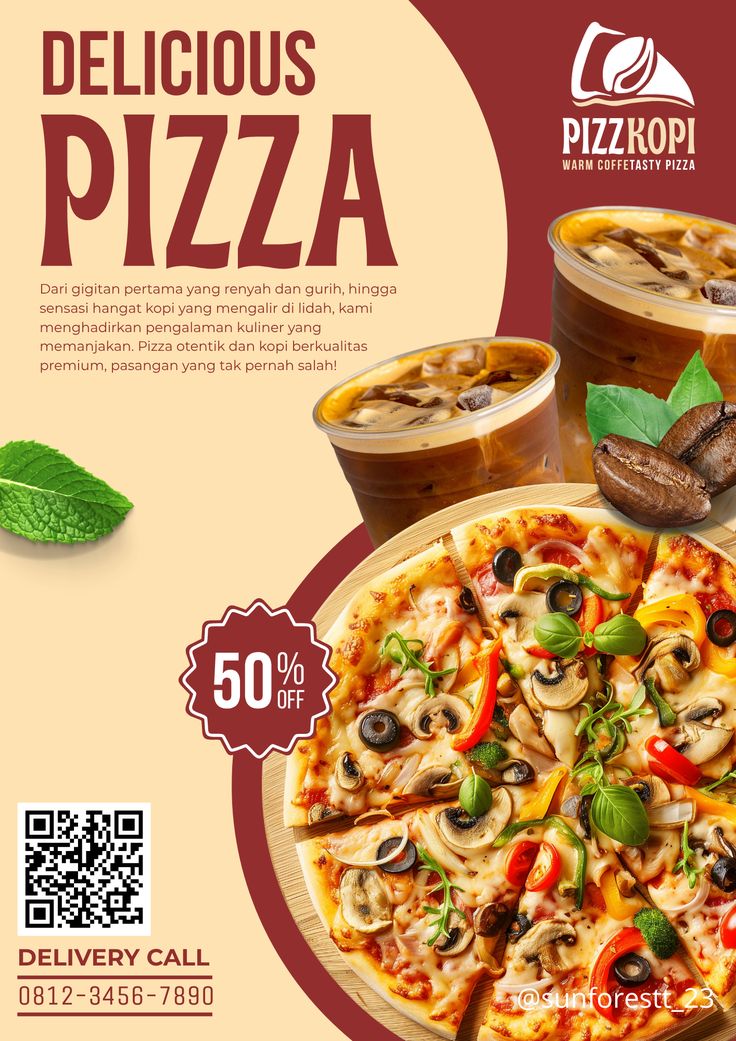 DELICIOUS
PIZZA
PIZZKOPI
WARM COFFETASTY PIZZA
Dari gigitan pertama yang renyah dan gurih, hingga
sensasi hangat kopi yang mengalir di lidah, kami
menghadirkan pengalaman kuliner yang
memanjakan. Pizza otentik dan kopi berkualitas
premium, pasangan yang tak pernah salah!
50%
OFF
DELIVERY CALL
0812-3456-7890
@sunforestt_23